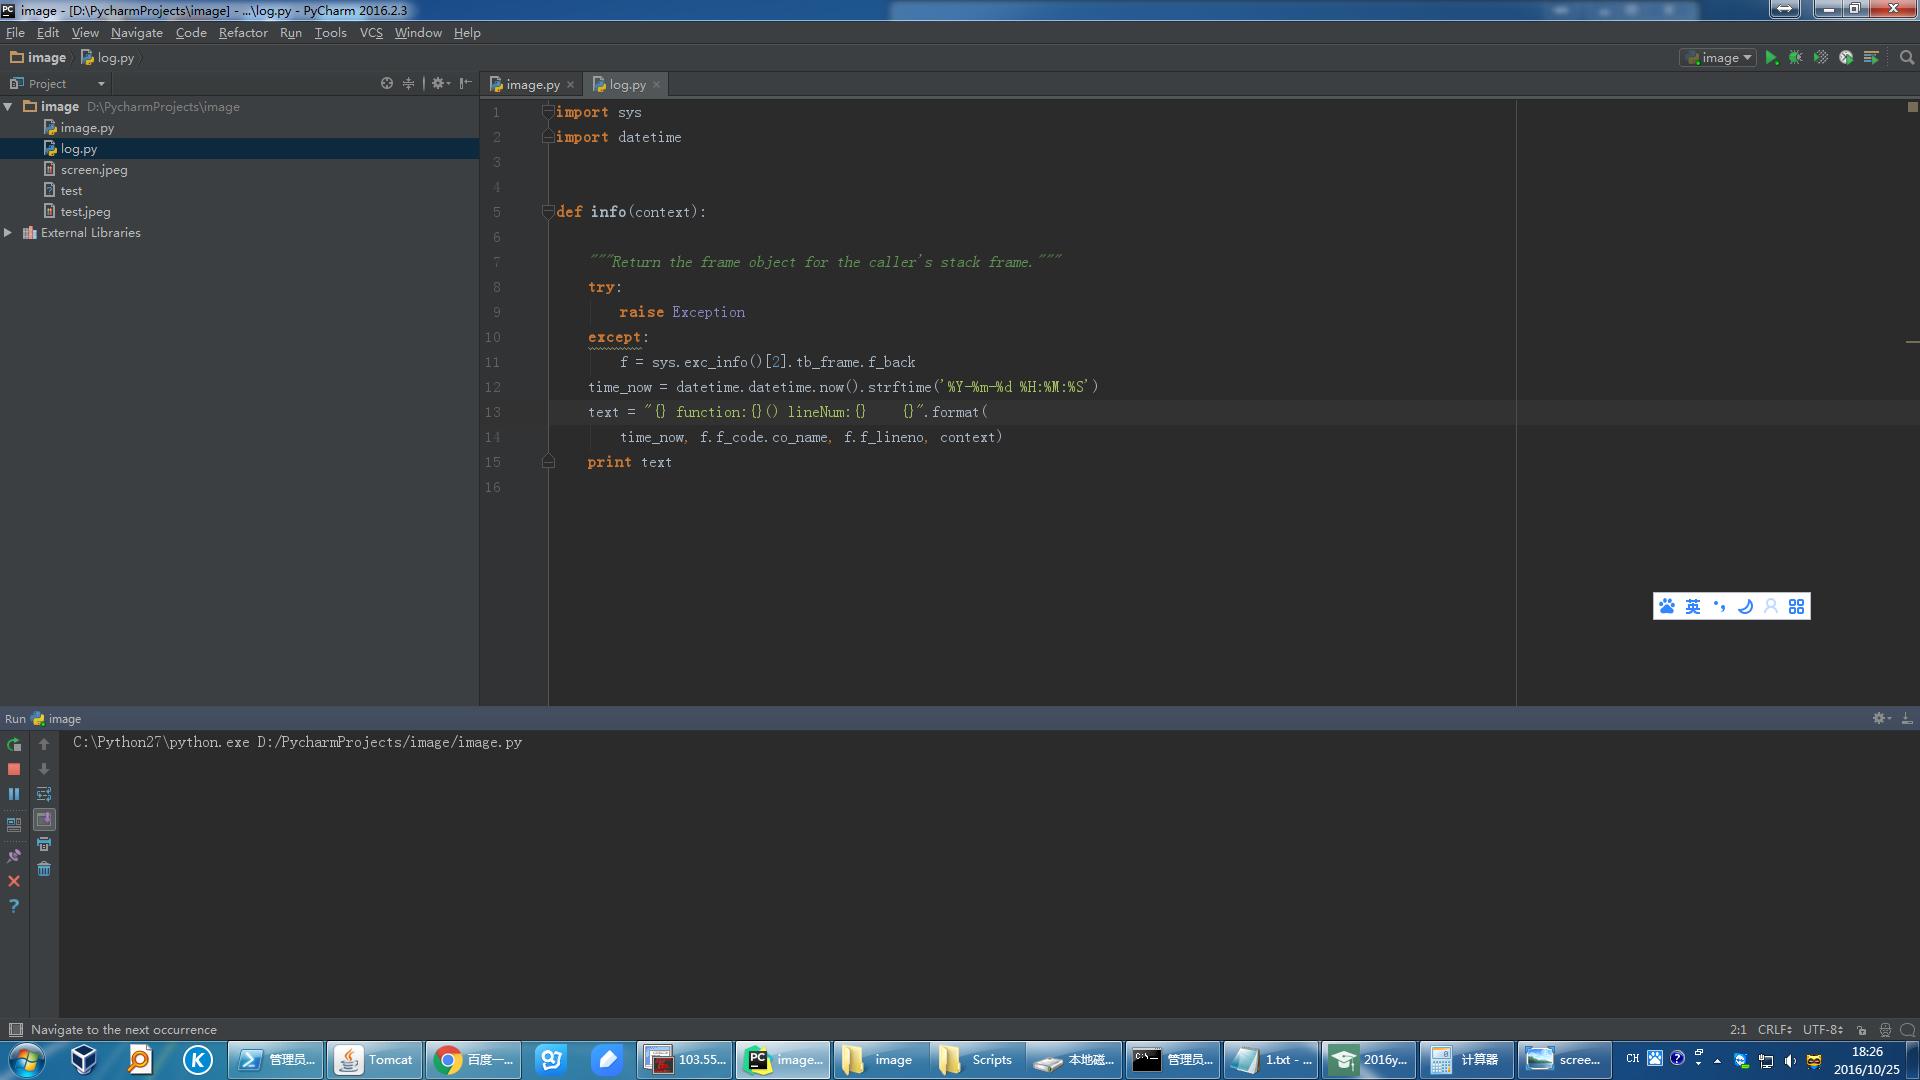 image - [D:\PycharmProjects\image] - ...\log.py - PyCharm 2016.2.3
File Edit View Navigate Code Refactor Run Tools VCS Window Help
image log.py
image
Project
image.py log.py
image D:\PycharmProjects\image
image.py
log.py
screen.jpeg
test
test.jpeg
External Libraries
1 import sys
2 import datetime
3
4
5 def info(context):
6
7 """Return the frame object for the caller's stack frame."""
8 try:
9 raise Exception
10 except:
11 f = sys.exc_info()[2].tb_frame.f_back
12 time_now = datetime.datetime.now().strftime('%Y-%m-%d %H:%M:%S')
13 text = "{} function:{}() lineNum:{}    {}".format(
14 time_now, f.f_code.co_name, f.f_lineno, context)
15 print text
16
英
Run image
C:\Python27\python.exe D:/PycharmProjects/image/image.py
Navigate to the next occurrence
2:1 CRLF UTF-8
管理员... Tomcat 百度一... 103.55... image... image Scripts 本地磁... 管理员... 1.txt - ... 2016y... 计算器 scree... CH 18:26
2016/10/25